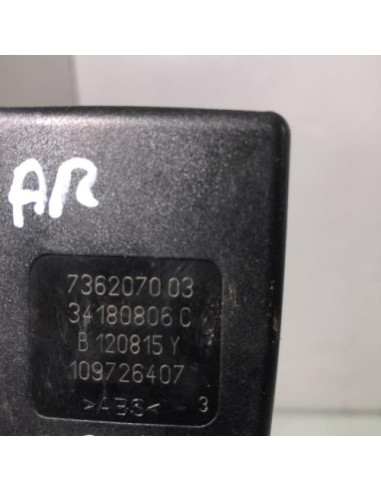 AR
7362070 03
34180806 C
B 120815 Y
109726407
>ABS< - 3